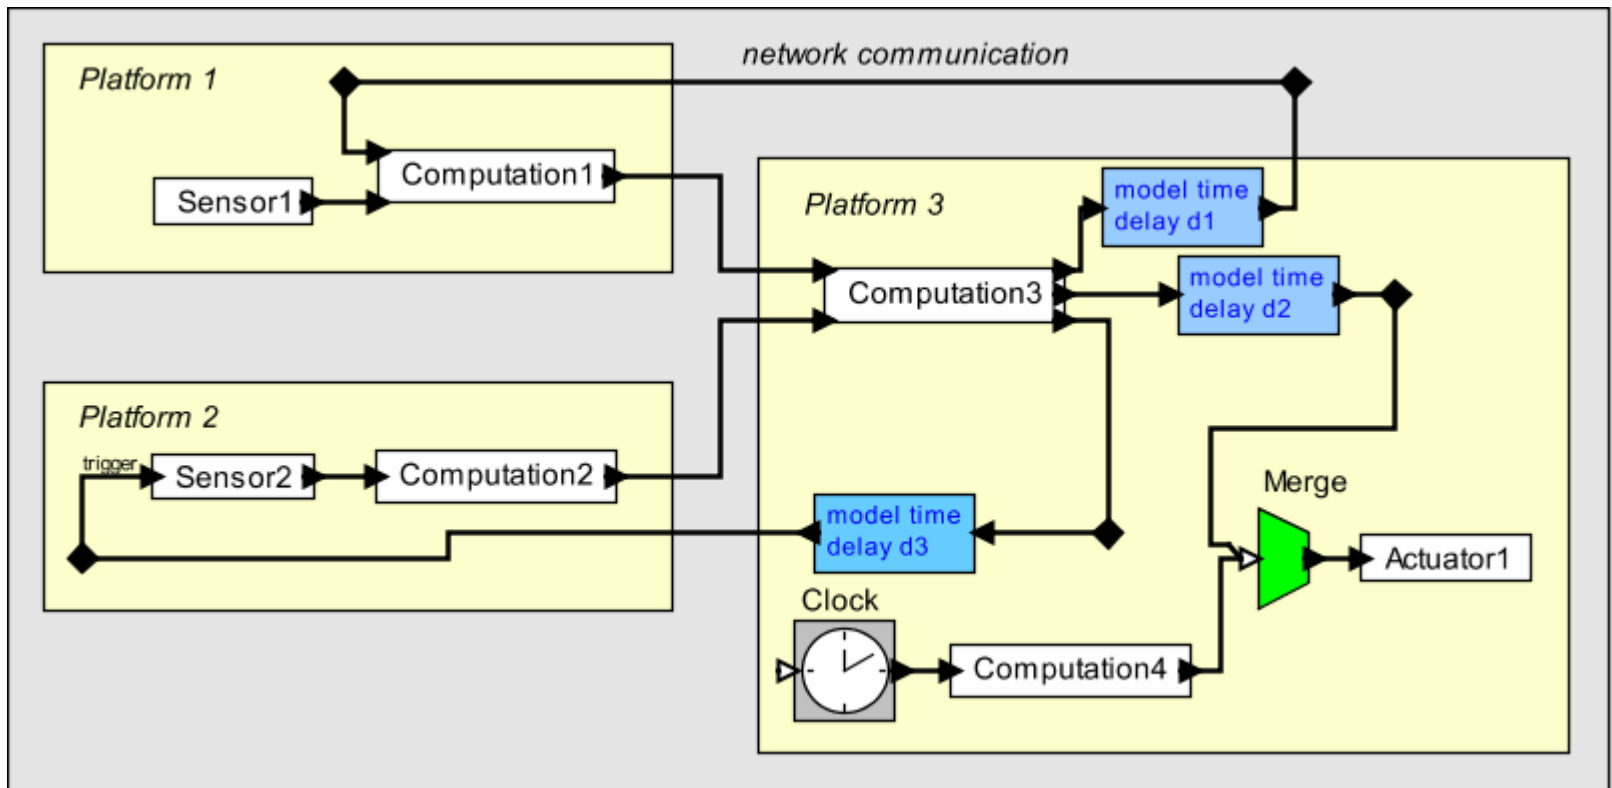 network communication
Platform 1
Computation1
Sensor1
Platform 3
model time
delay d1
Computation3
model time
delay d2
Platform 2
trigger
Sensor2
Computation2
model time
delay d3
Merge
Actuator1
Clock
Computation4